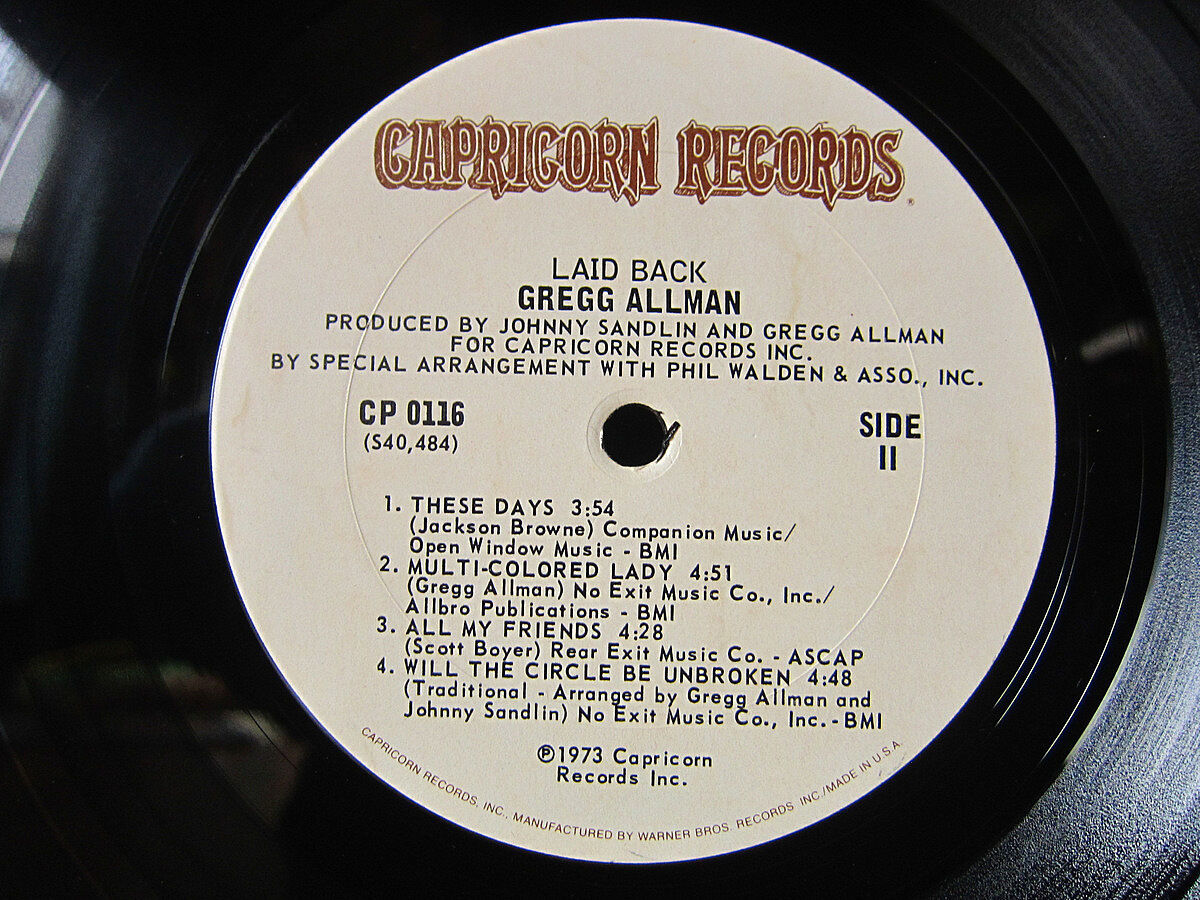 CAPRICORN RECORDS®
LAID BACK
GREGG ALLMAN
PRODUCED BY JOHNNY SANDLIN AND GREGG ALLMAN
FOR CAPRICORN RECORDS INC.
BY SPECIAL ARRANGEMENT WITH PHIL WALDEN & ASSO., INC.
CP 0116
(S40,484)
SIDE
II
1. THESE DAYS 3:54
(Jackson Browne) Companion Music/
Open Window Music - BMI
2. MULTI-COLORED LADY 4:51
(Gregg Allman) No Exit Music Co., Inc./
Allbro Publications - BMI
3. ALL MY FRIENDS 4:28
(Scott Boyer) Rear Exit Music Co. - ASCAP
4. WILL THE CIRCLE BE UNBROKEN 4:48
(Traditional - Arranged by Gregg Allman and
Johnny Sandlin) No Exit Music Co., Inc. - BMI
℗1973 Capricorn
Records Inc.
CAPRICORN RECORDS, INC., MANUFACTURED BY WARNER BROS. RECORDS INC./MADE IN U.S.A.